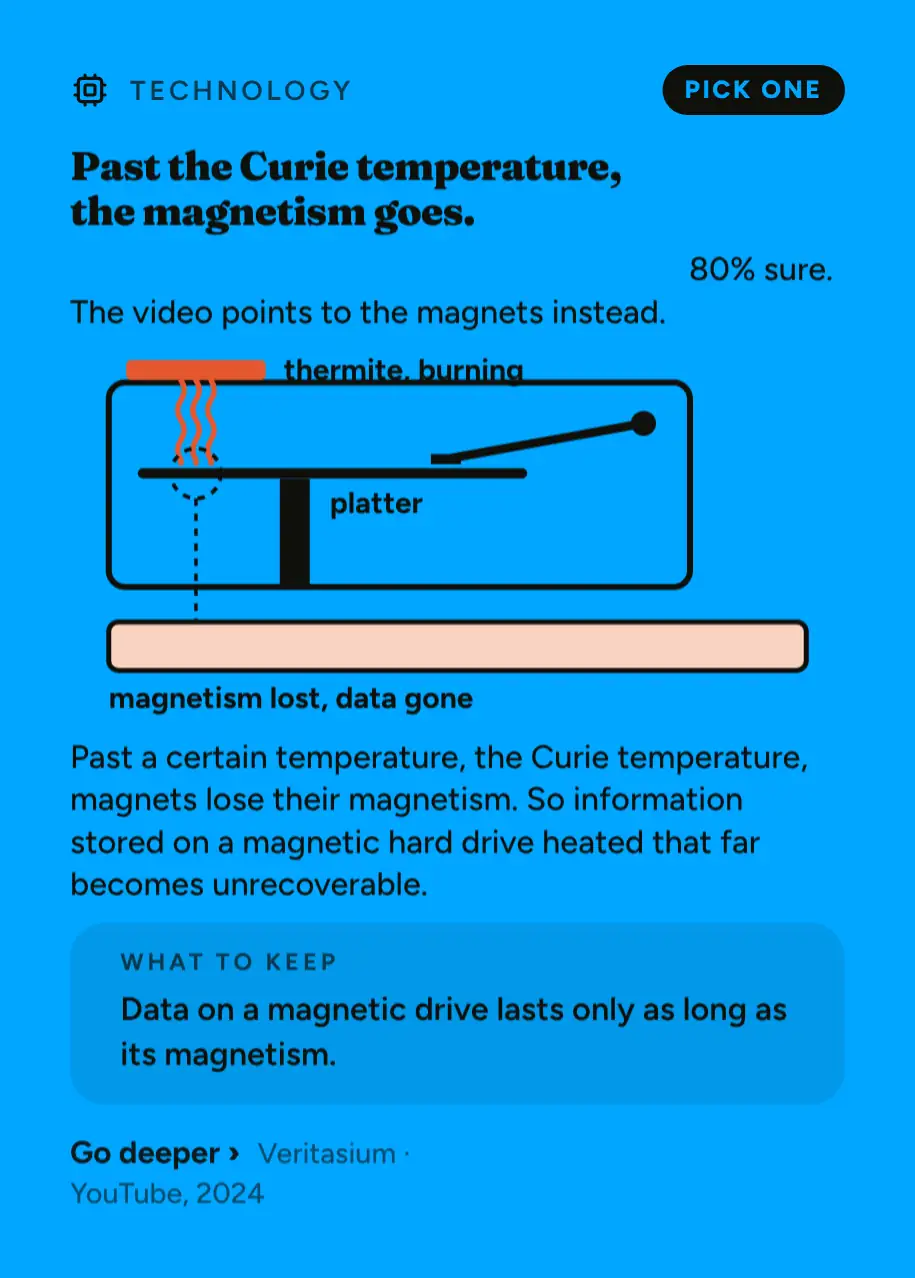 TECHNOLOGY
PICK ONE
Past the Curie temperature,
the magnetism goes.
80% sure.
The video points to the magnets instead.
thermite, burning
platter
magnetism lost, data gone
Past a certain temperature, the Curie temperature,
magnets lose their magnetism. So information
stored on a magnetic hard drive heated that far
becomes unrecoverable.
WHAT TO KEEP
Data on a magnetic drive lasts only as long as
its magnetism.
Go deeper › Veritasium ·
YouTube, 2024